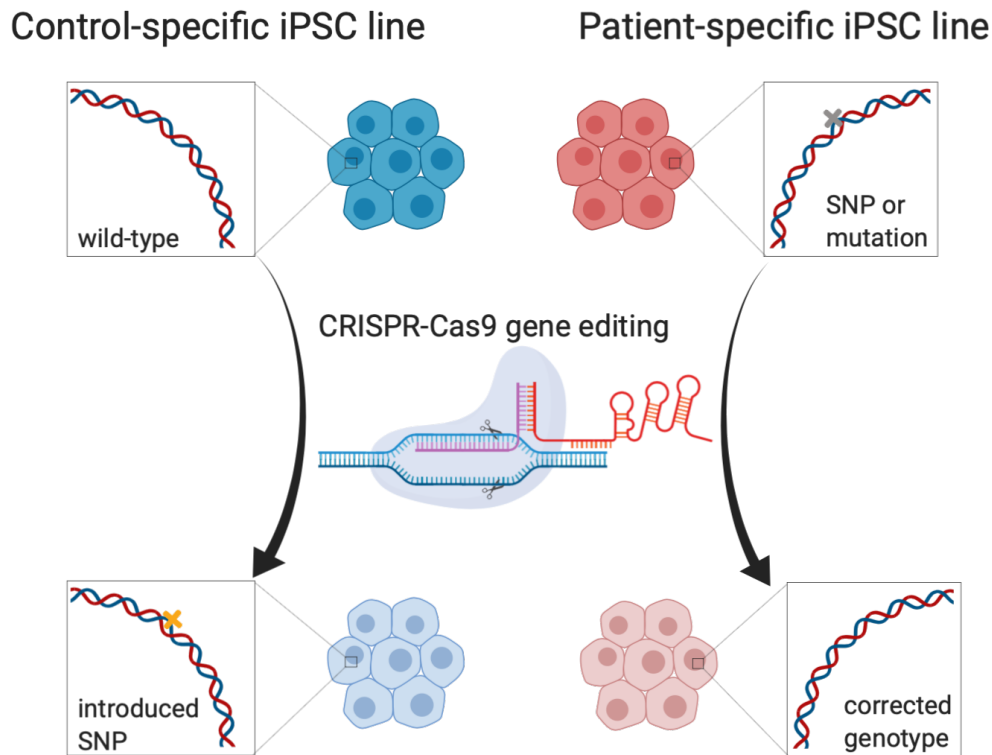 Control-specific iPSC line
Patient-specific iPSC line
wild-type
SNP or
mutation
CRISPR-Cas9 gene editing
introduced
SNP
corrected
genotype